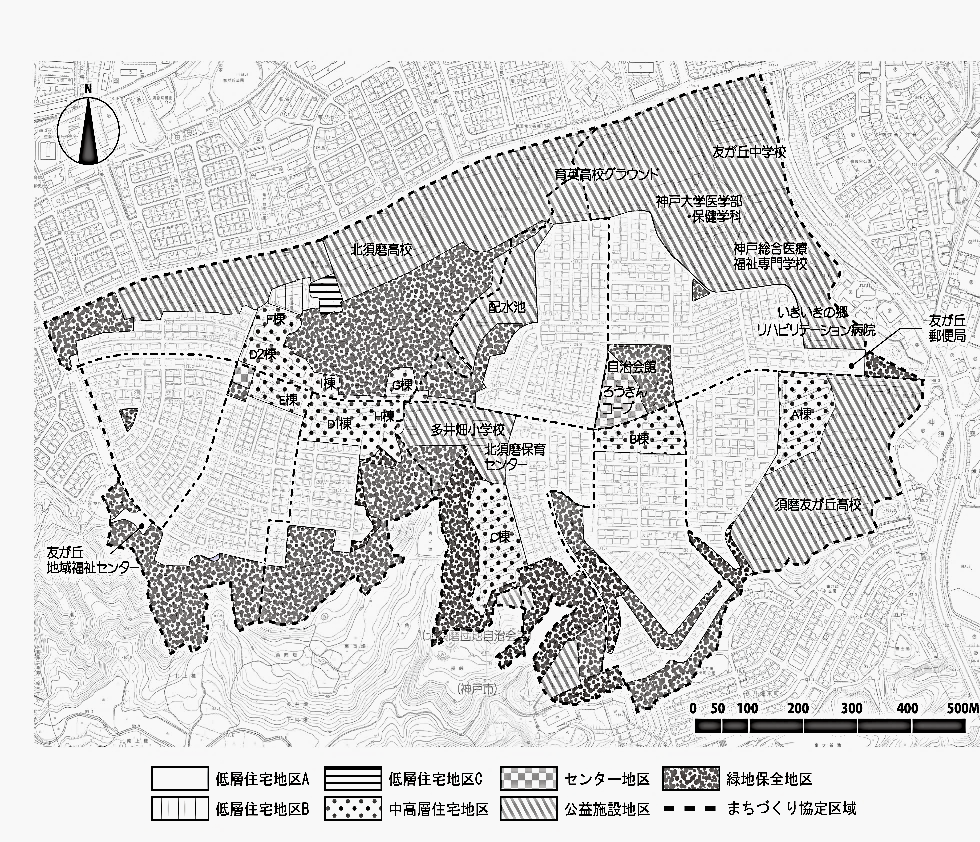 N
友が丘中学校
育英高校グラウンド
神戸大学医学部
保健学科
北須磨高校
神戸総合医療
福祉専門学校
配水池
いきいきの郷
リハビリテーション病院
友が丘
郵便局
F棟
D2棟
I棟
G棟
E棟
D1棟
H棟
自治会館
ろうきん
コープ
多井畑小学校
北須磨保育
センター
B棟
A棟
須磨友が丘高校
C棟
友が丘
地域福祉センター
(神戸市)
0 50 100 200 300 400 500M
低層住宅地区A
低層住宅地区C
センター地区
緑地保全地区
低層住宅地区B
中高層住宅地区
公益施設地区
まちづくり協定区域